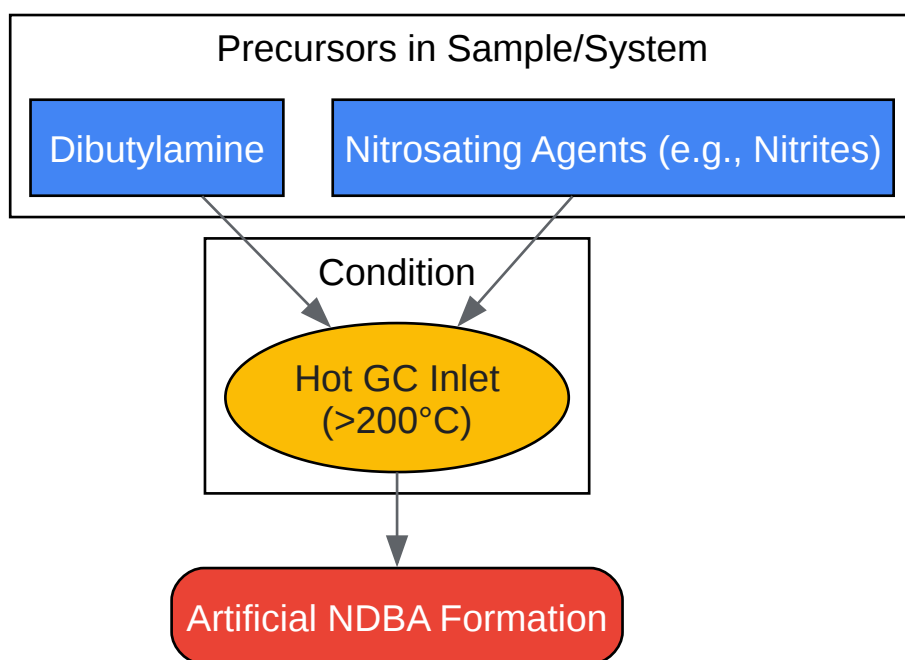 Precursors in Sample/System
Dibutylamine
Nitrosating Agents (e.g., Nitrites)
Condition
Hot GC Inlet
(>200°C)
Artificial NDBA Formation